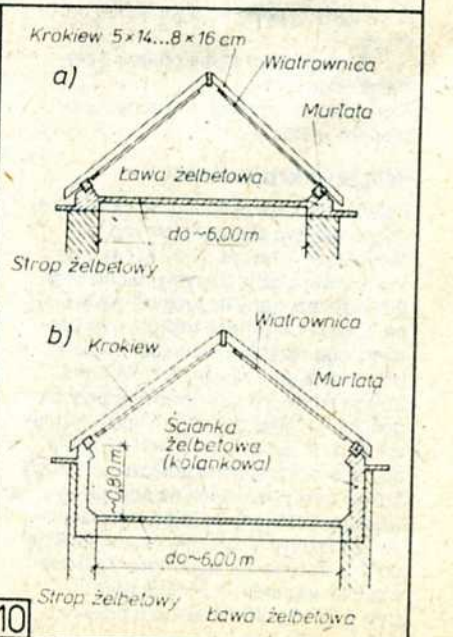 Krokiew 5×14...8×16 cm
a)
Wiatrownica
Murłata
Ława żelbetowa
do ~6,00 m
Strop żelbetowy
b)
Krokiew
Wiatrownica
Murłata
Ścianka
żelbetowa
(kolankowa)
~0,80 m
do ~6,00 m
Strop żelbetowy
Ława żelbetowa
10